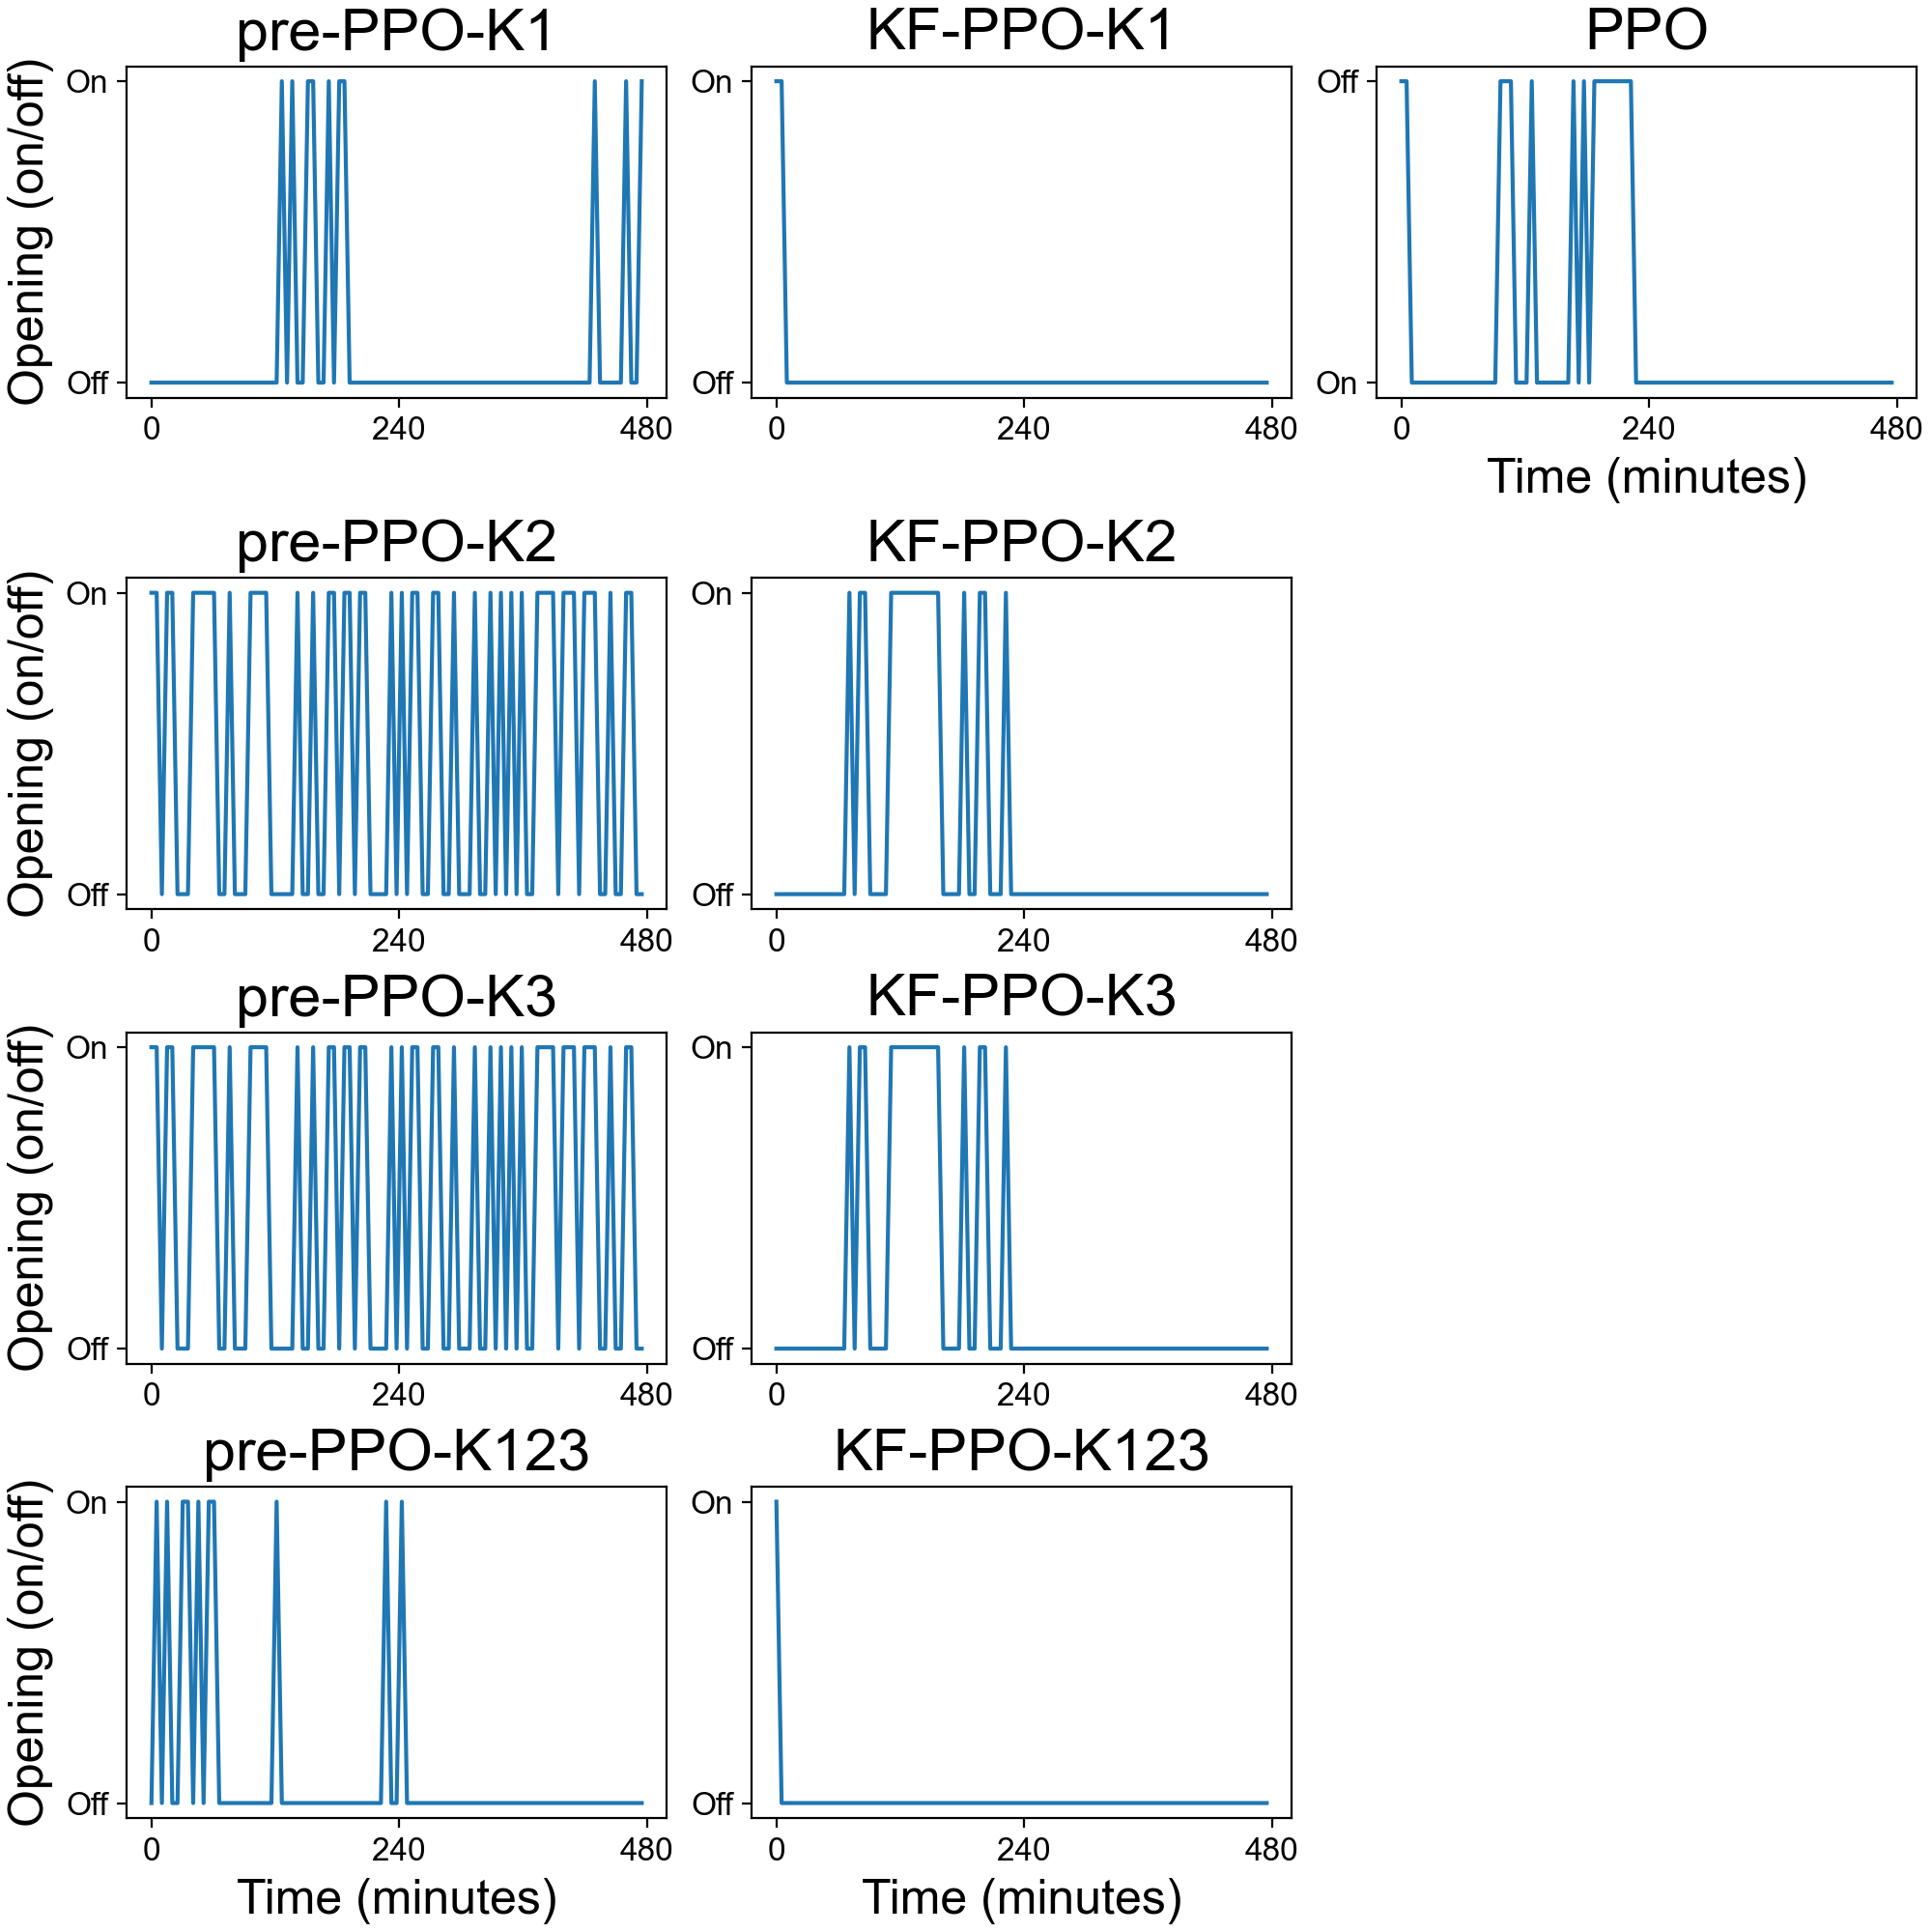 pre-PPO-K1
KF-PPO-K1
PPO
Opening (on/off)
On
Off
0 240 480
On
Off
0 240 480
Off
On
0 240 480
Time (minutes)
pre-PPO-K2
KF-PPO-K2
Opening (on/off)
On
Off
0 240 480
On
Off
0 240 480
pre-PPO-K3
KF-PPO-K3
Opening (on/off)
On
Off
0 240 480
On
Off
0 240 480
pre-PPO-K123
KF-PPO-K123
Opening (on/off)
On
Off
0 240 480
Time (minutes)
On
Off
0 240 480
Time (minutes)